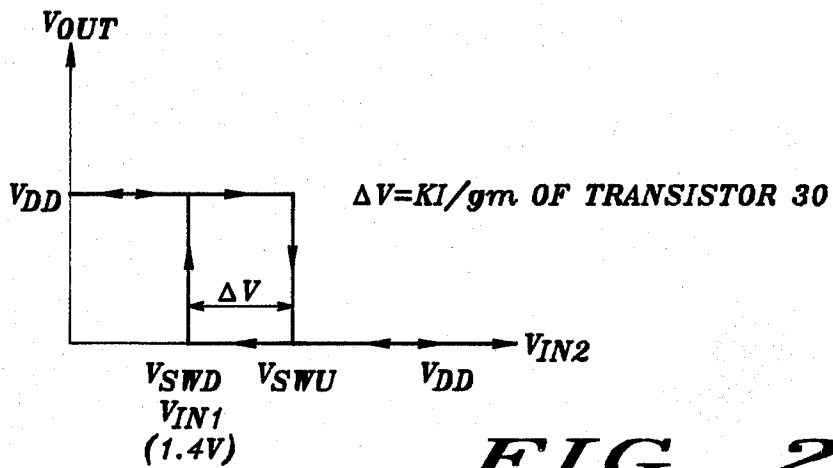 VOUT
VDD
ΔV=KI/gm OF TRANSISTOR 30
ΔV
VIN2
VSWD VSWU VDD
VIN1
(1.4V)
FIG. 2